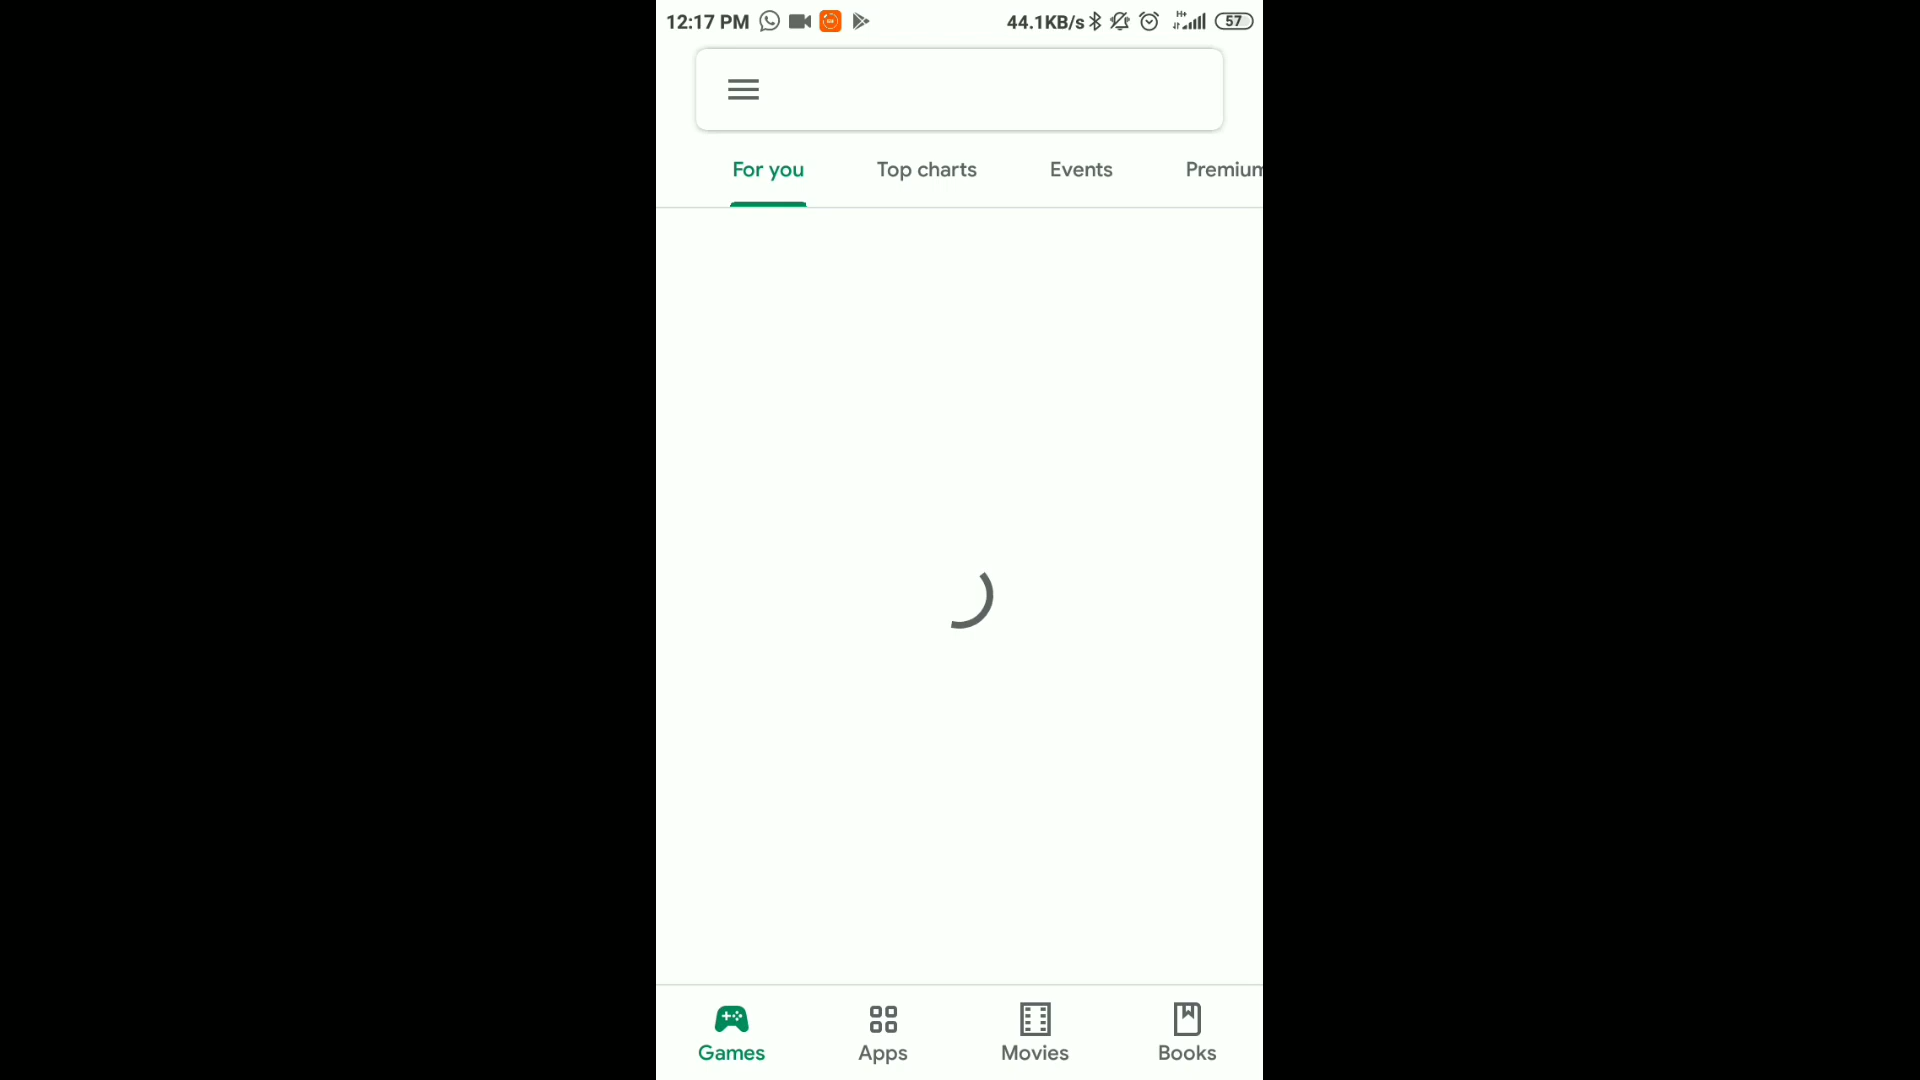 12:17 PM 44.1KB/s H+ 57
For you Top charts Events Premium
Games Apps Movies Books